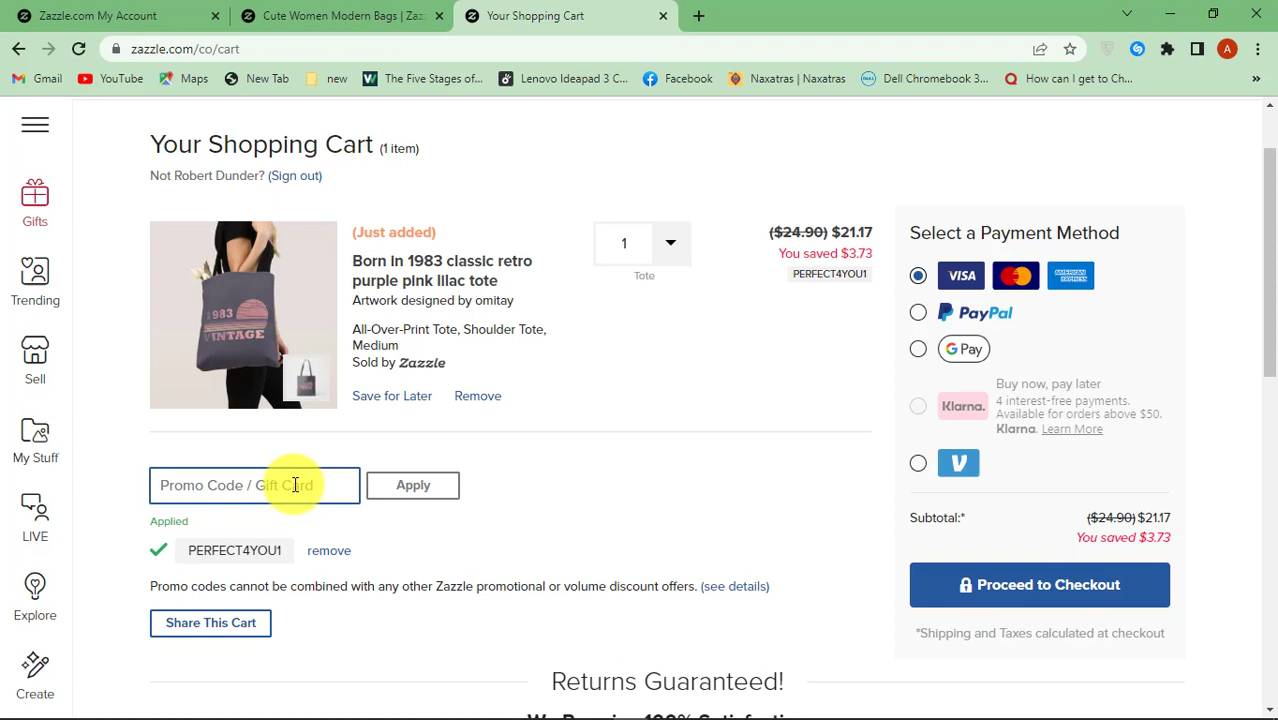 Zazzle.com My Account
Cute Women Modern Bags | Zazz
Your Shopping Cart
zazzle.com/co/cart
Gmail
YouTube
Maps
New Tab
new
The Five Stages of...
Lenovo Ideapad 3 C...
Facebook
Naxatras | Naxatras
Dell Chromebook 3...
How can I get to Ch...
A
Gifts
Trending
Sell
My Stuff
LIVE
Explore
Create
Your Shopping Cart (1 item)
Not Robert Dunder? (Sign out)
1983
VINTAGE
(Just added)
Born in 1983 classic retro
purple pink lilac tote
Artwork designed by omitay
All-Over-Print Tote, Shoulder Tote,
Medium
Sold by Zazzle
Save for Later
Remove
1
Tote
($24.90) $21.17
You saved $3.73
PERFECT4YOU1
Promo Code / Gift Card
Apply
Applied
PERFECT4YOU1
remove
Promo codes cannot be combined with any other Zazzle promotional or volume discount offers. (see details)
Share This Cart
Select a Payment Method
VISA
AMERICAN EXPRESS
PayPal
G Pay
Klarna.
Buy now, pay later
4 interest-free payments.
Available for orders above $50.
Klarna. Learn More
V
Subtotal:*
($24.90) $21.17
You saved $3.73
Proceed to Checkout
*Shipping and Taxes calculated at checkout
Returns Guaranteed!